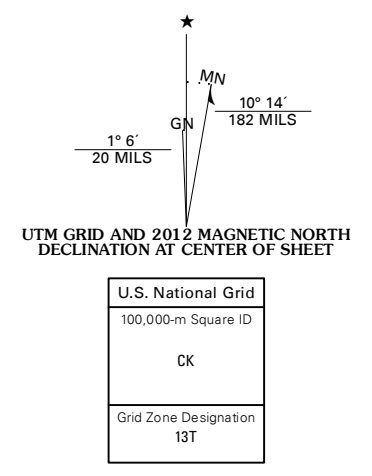 ★
MN
GN
10° 14´
182 MILS
1° 6´
20 MILS
UTM GRID AND 2012 MAGNETIC NORTH
DECLINATION AT CENTER OF SHEET
U.S. National Grid
100,000-m Square ID
CK
Grid Zone Designation
13T